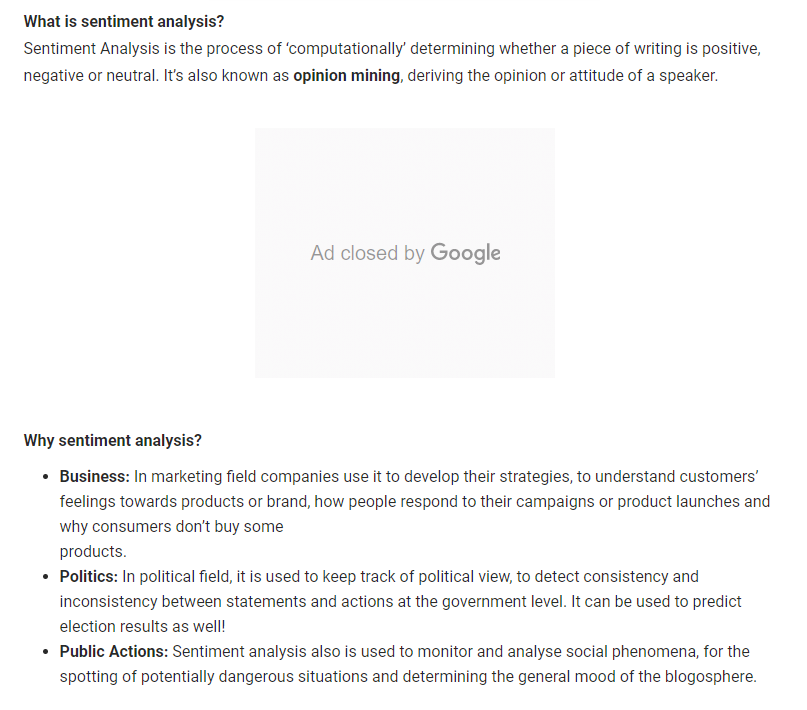 What is sentiment analysis?
Sentiment Analysis is the process of ‘computationally’ determining whether a piece of writing is positive,
negative or neutral. It’s also known as opinion mining, deriving the opinion or attitude of a speaker.
Ad closed by Google
Why sentiment analysis?
• Business: In marketing field companies use it to develop their strategies, to understand customers’
feelings towards products or brand, how people respond to their campaigns or product launches and
why consumers don’t buy some
products.
• Politics: In political field, it is used to keep track of political view, to detect consistency and
inconsistency between statements and actions at the government level. It can be used to predict
election results as well!
• Public Actions: Sentiment analysis also is used to monitor and analyse social phenomena, for the
spotting of potentially dangerous situations and determining the general mood of the blogosphere.